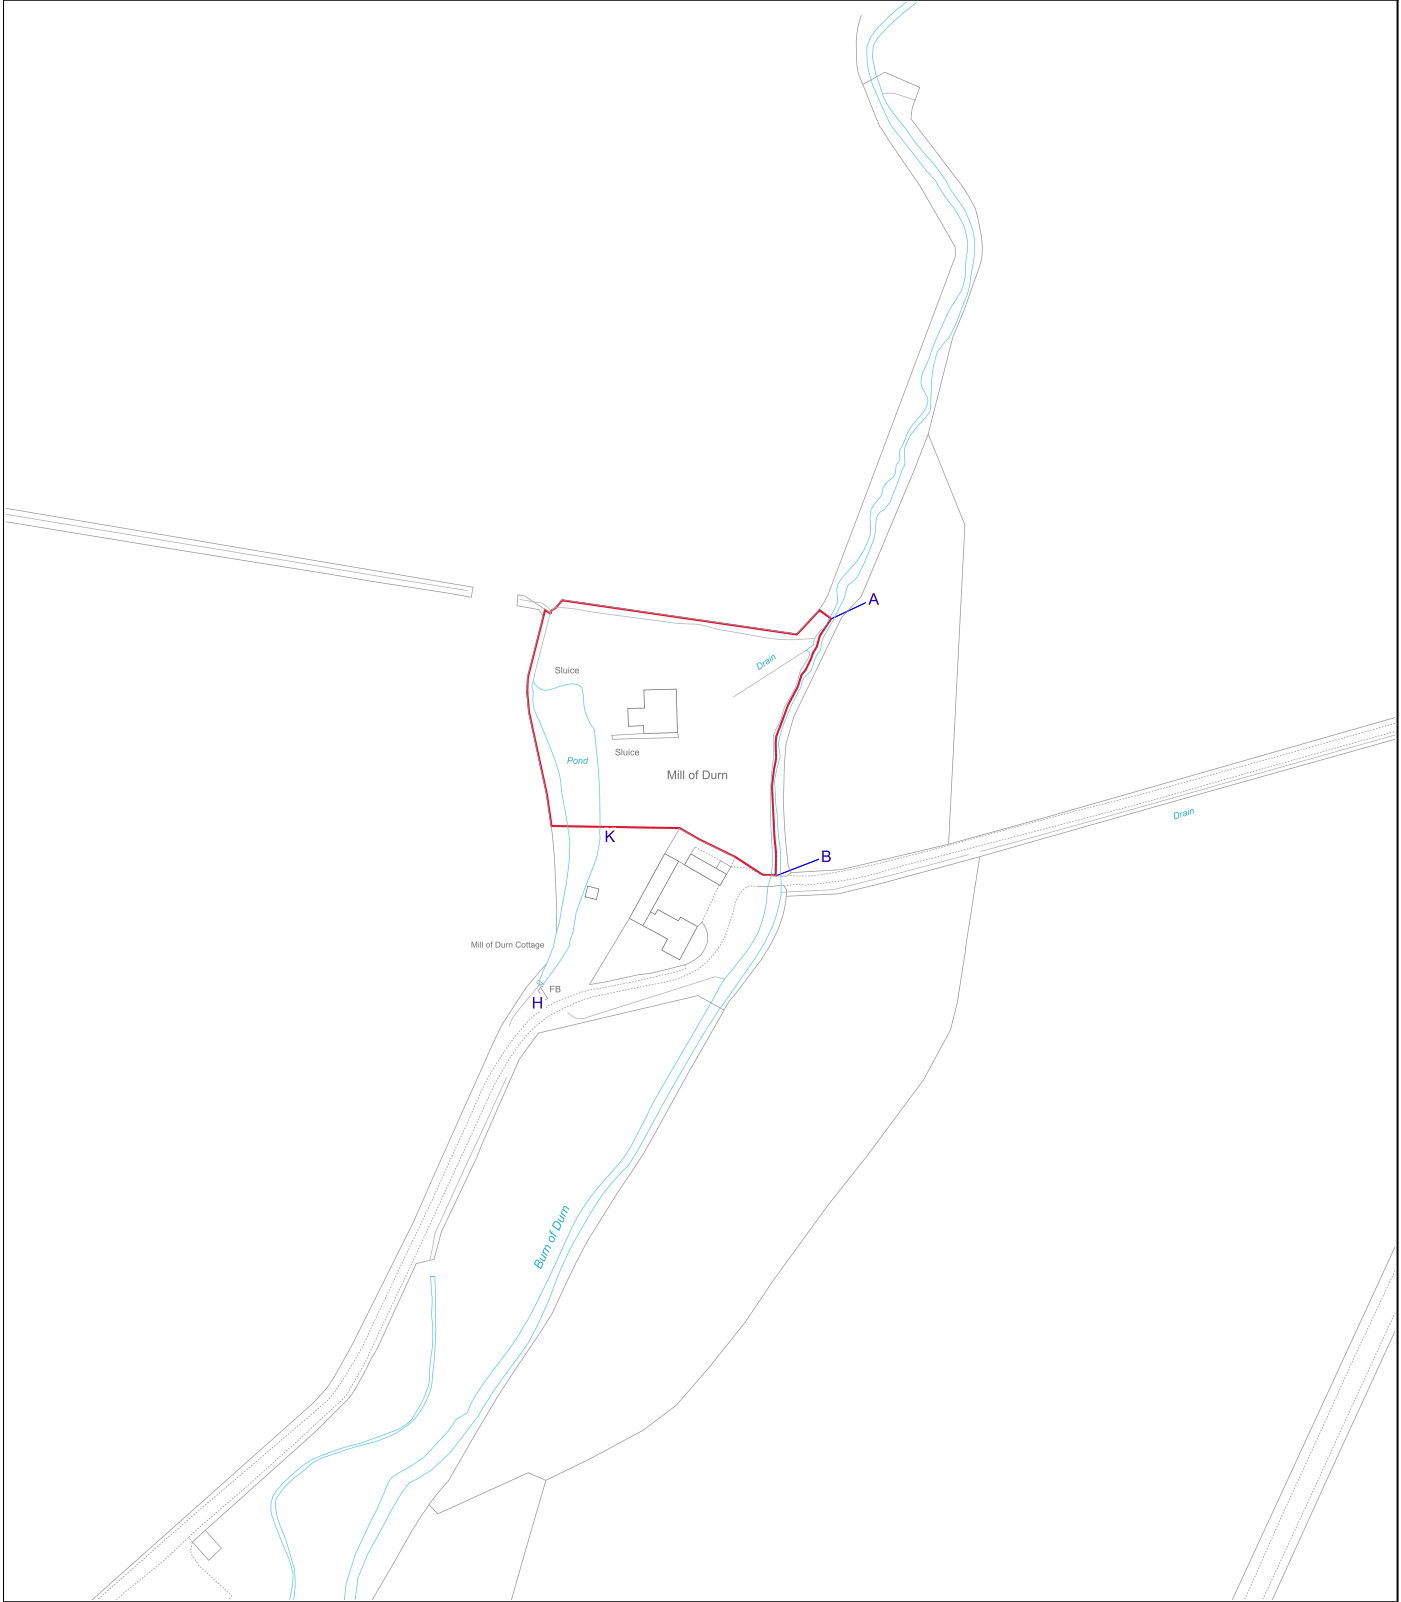 A
Drain
Sluice
Sluice
Pond
Mill of Durn
Drain
K
B
Mill of Durn Cottage
FB
H
Burn of Durn